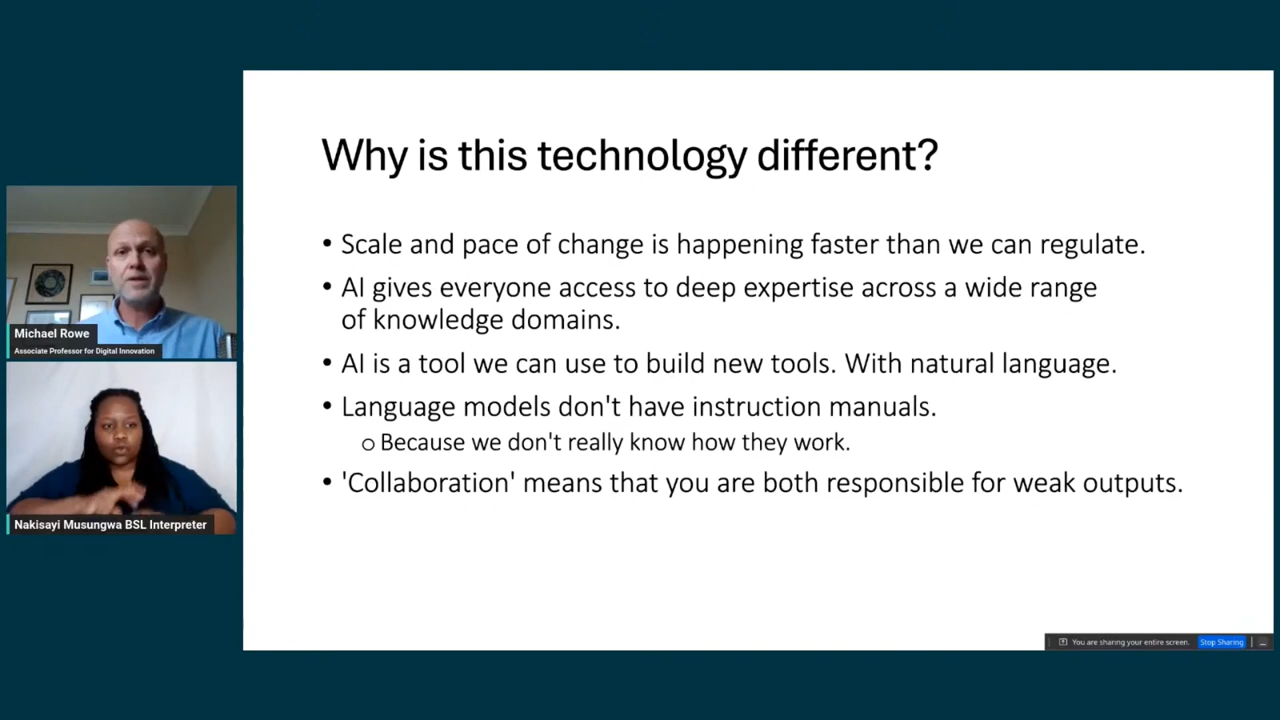 Why is this technology different?
• Scale and pace of change is happening faster than we can regulate.
• AI gives everyone access to deep expertise across a wide range
of knowledge domains.
• AI is a tool we can use to build new tools. With natural language.
• Language models don't have instruction manuals.
o Because we don't really know how they work.
• 'Collaboration' means that you are both responsible for weak outputs.
Michael Rowe
Associate Professor for Digital Innovation
Nakisayi Musungwa BSL Interpreter
You are sharing your entire screen. Stop Sharing